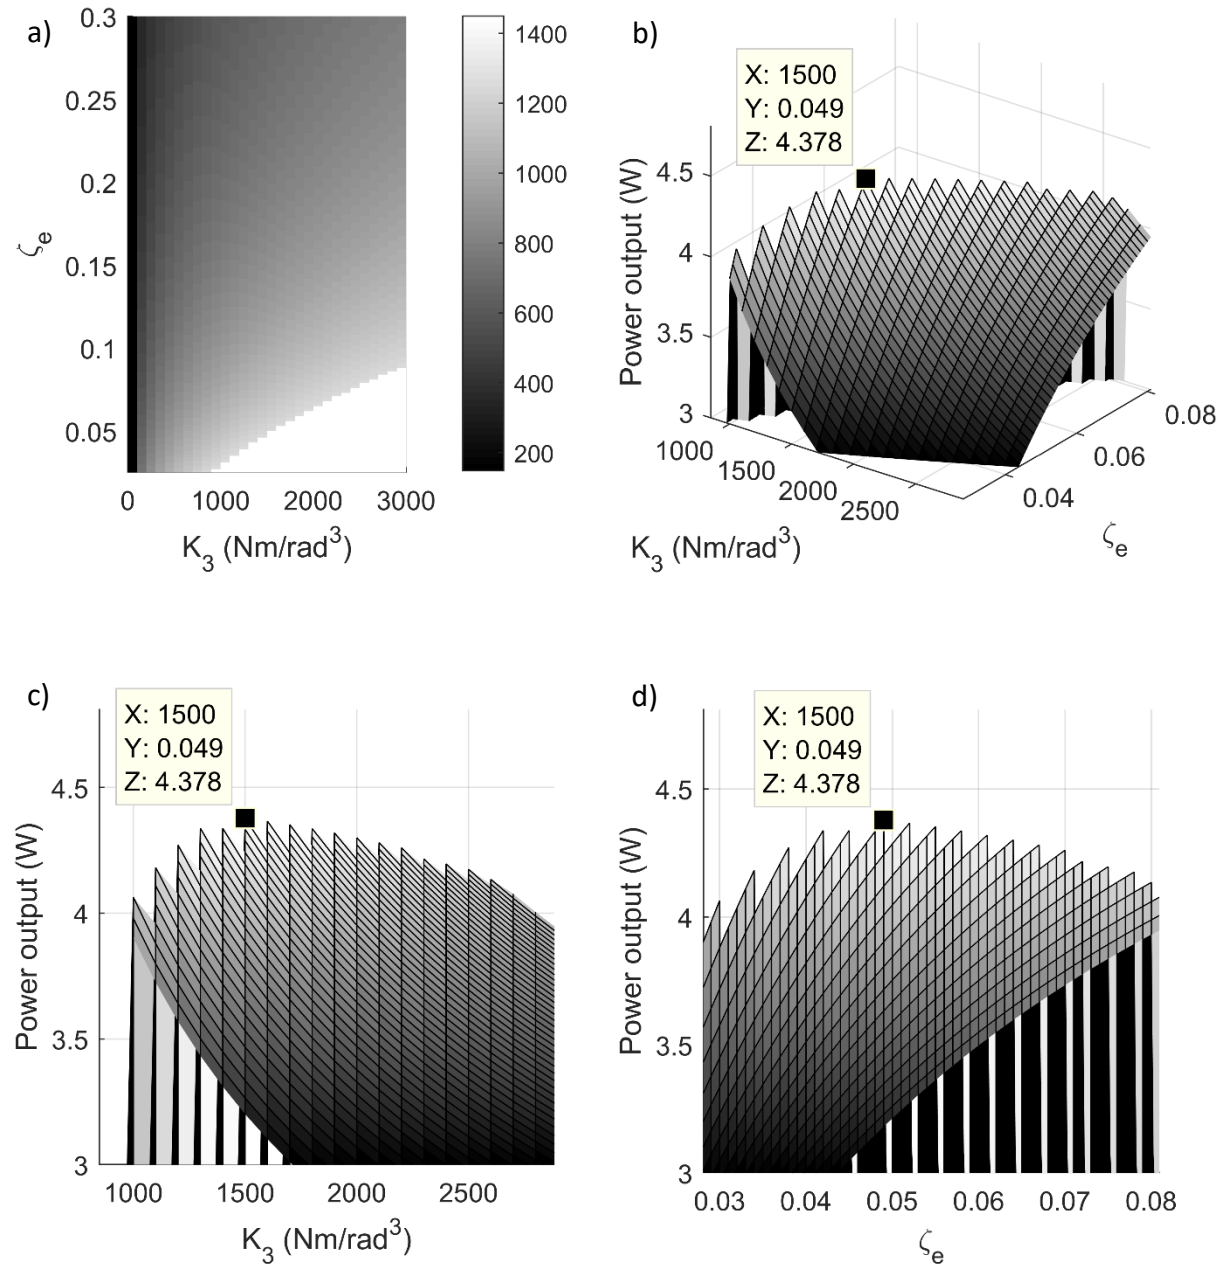 a)
0.3
0.25
0.2
0.15
0.1
0.05
ζe
0 1000 2000 3000
K3 (Nm/rad3)
1400
1200
1000
800
600
400
200
b)
X: 1500
Y: 0.049
Z: 4.378
Power output (W)
4.5
4
3.5
3
1000
1500
2000
2500
K3 (Nm/rad3)
0.08
0.06
0.04
ζe
c)
X: 1500
Y: 0.049
Z: 4.378
Power output (W)
4.5
4
3.5
3
1000 1500 2000 2500
K3 (Nm/rad3)
d)
X: 1500
Y: 0.049
Z: 4.378
Power output (W)
4.5
4
3.5
3
0.03 0.04 0.05 0.06 0.07 0.08
ζe